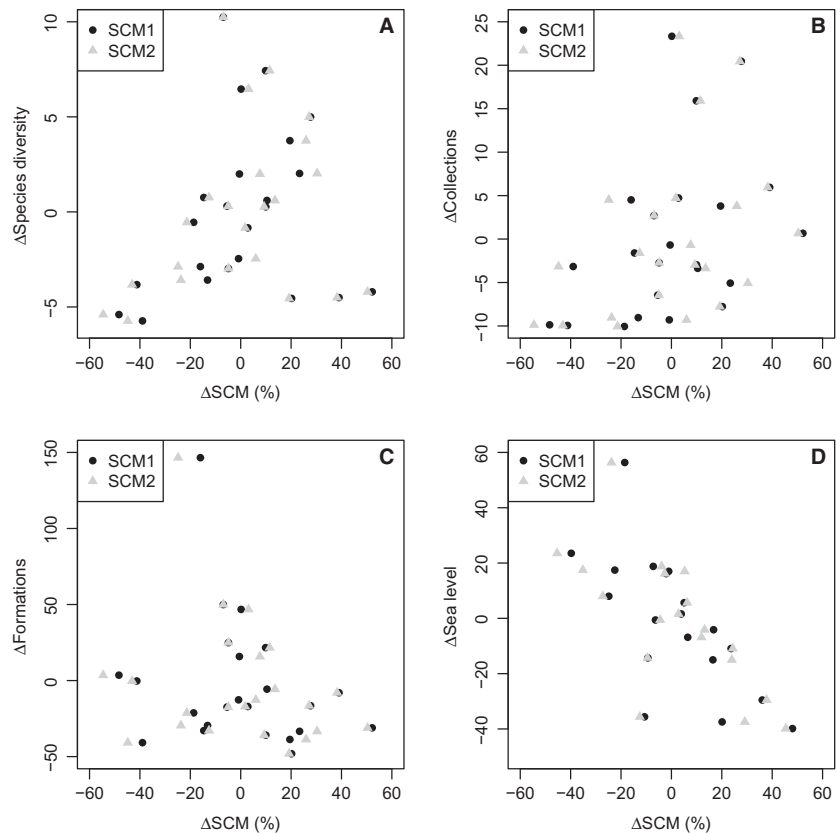 A
SCM1
SCM2
ΔSpecies diversity
10
5
0
−5
−60 −40 −20 0 20 40 60
ΔSCM (%)
B
SCM1
SCM2
ΔCollections
25
20
15
10
5
0
−5
−10
−60 −40 −20 0 20 40 60
ΔSCM (%)
C
SCM1
SCM2
ΔFormations
150
100
50
0
−50
−60 −40 −20 0 20 40 60
ΔSCM (%)
D
SCM1
SCM2
ΔSea level
60
40
20
0
−20
−40
−60 −40 −20 0 20 40 60
ΔSCM (%)